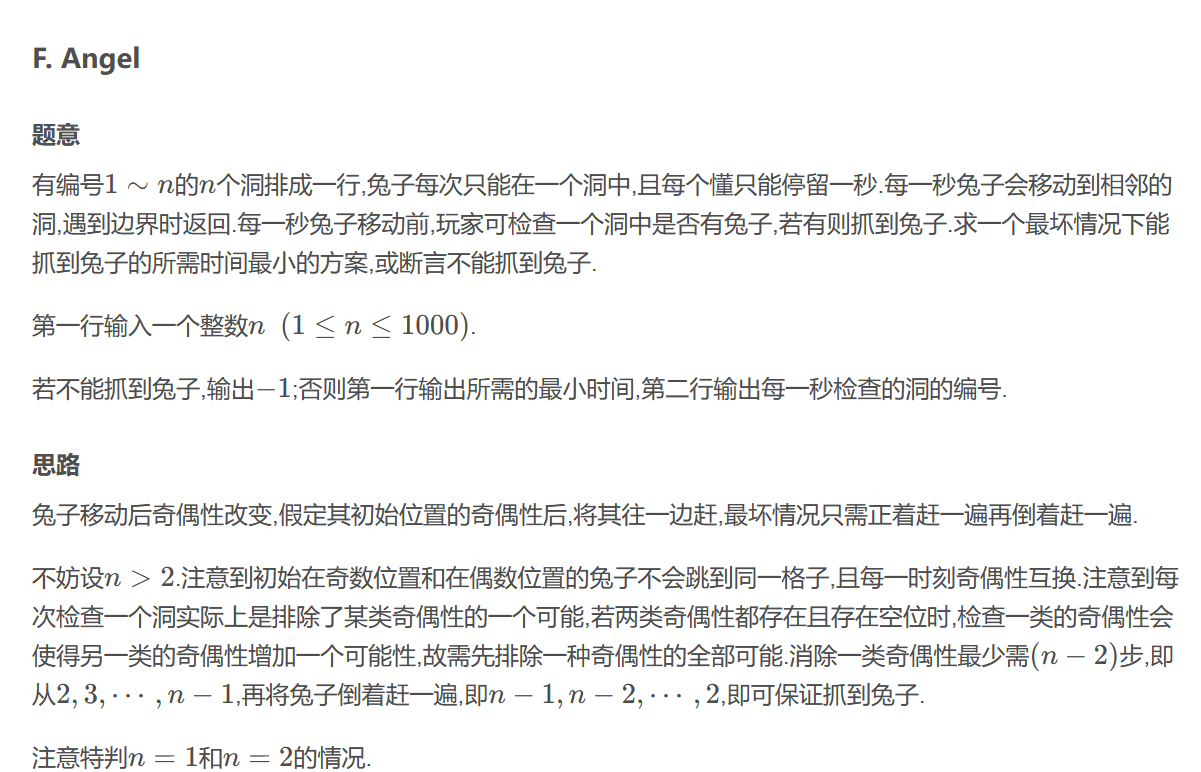 F. Angel
题意
有编号1 ∼ n的n个洞排成一行,兔子每次只能在一个洞中,且每个懂只能停留一秒.每一秒兔子会移动到相邻的
洞,遇到边界时返回.每一秒兔子移动前,玩家可检查一个洞中是否有兔子,若有则抓到兔子.求一个最坏情况下能
抓到兔子的所需时间最小的方案,或断言不能抓到兔子.
第一行输入一个整数n (1 ≤ n ≤ 1000).
若不能抓到兔子,输出−1;否则第一行输出所需的最小时间,第二行输出每一秒检查的洞的编号.
思路
兔子移动后奇偶性改变,假定其初始位置的奇偶性后,将其往一边赶,最坏情况只需正着赶一遍再倒着赶一遍.
不妨设n > 2.注意到初始在奇数位置和在偶数位置的兔子不会跳到同一格子,且每一时刻奇偶性互换.注意到每
次检查一个洞实际上是排除了某类奇偶性的一个可能,若两类奇偶性都存在且存在空位时,检查一类的奇偶性会
使得另一类的奇偶性增加一个可能性,故需先排除一种奇偶性的全部可能.消除一类奇偶性最少需(n − 2)步,即
从2, 3, ⋯ , n − 1,再将兔子倒着赶一遍,即n − 1, n − 2, ⋯ , 2,即可保证抓到兔子.
注意特判n = 1和n = 2的情况.